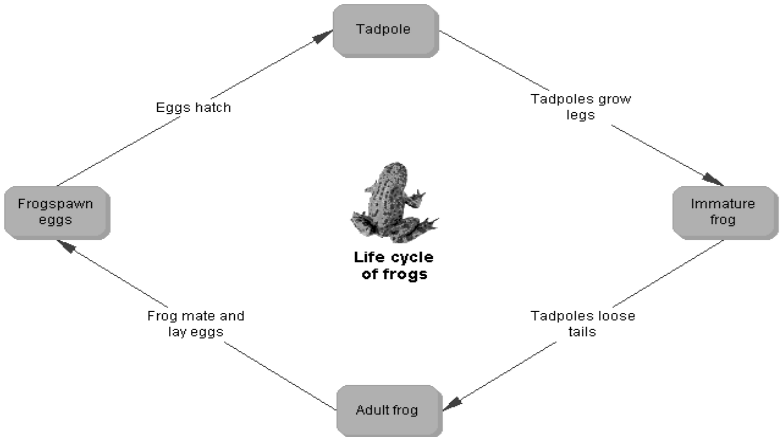 Tadpole
Eggs hatch
Tadpoles grow
legs
Frogspawn
eggs
Immature
frog
Life cycle
of frogs
Frog mate and
lay eggs
Tadpoles loose
tails
Adult frog